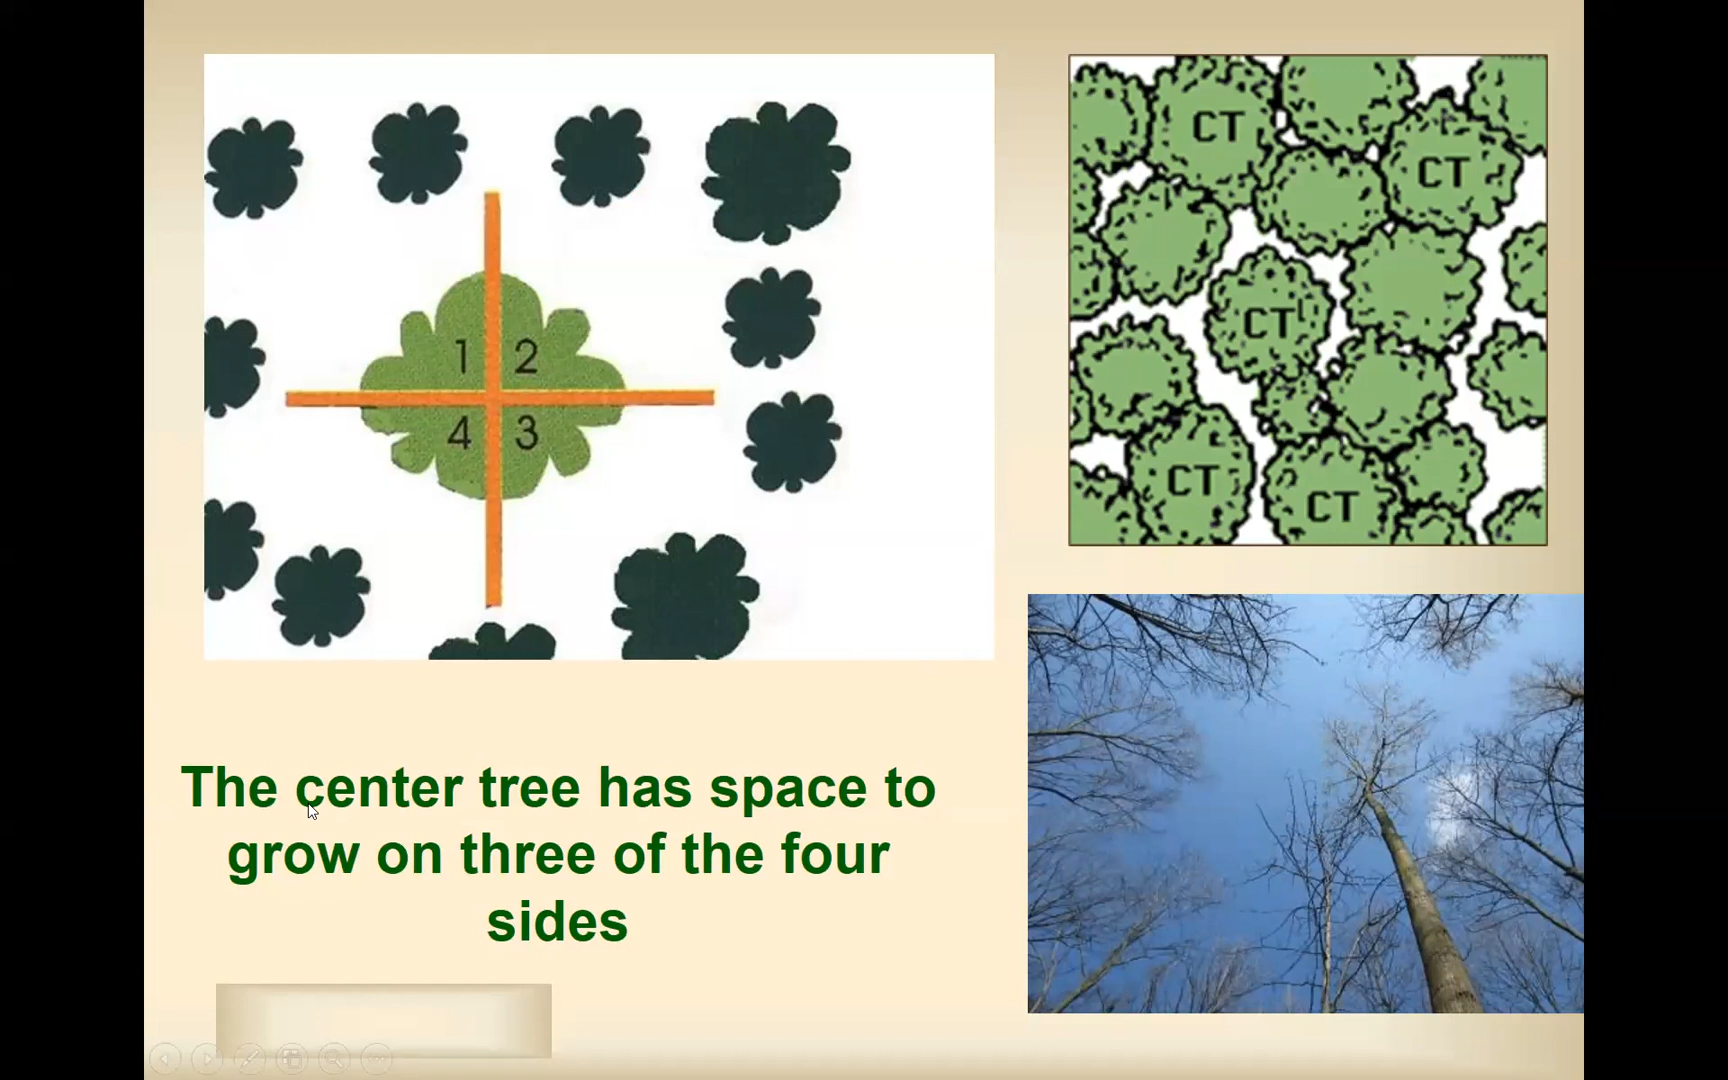 1 2
4 3
CT
CT
CT
CT
CT
The center tree has space to
grow on three of the four
sides